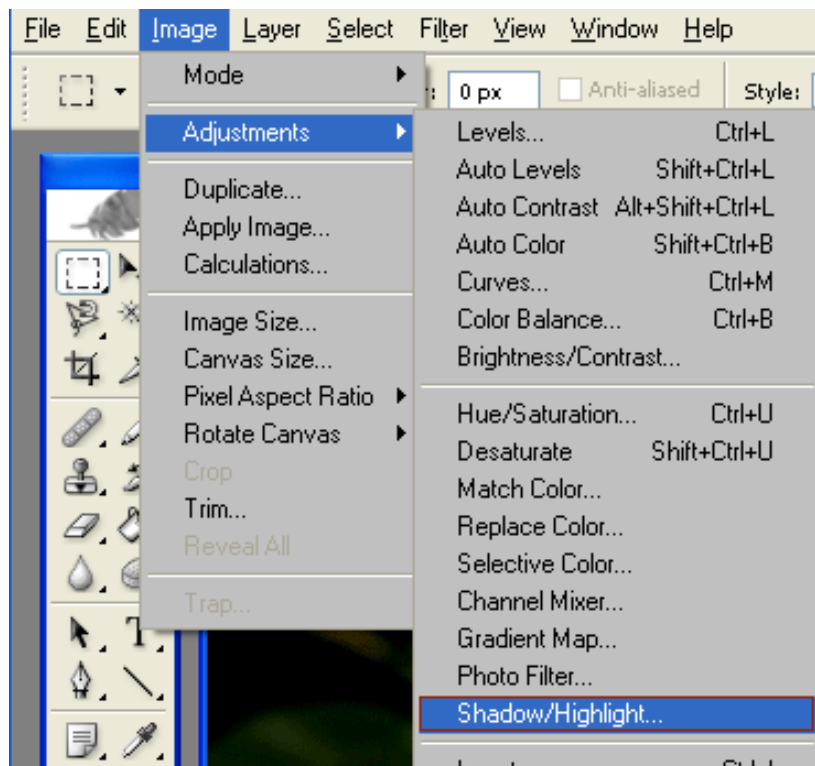 File Edit Image Layer Select Filter View Window Help
Mode
: 0 px Anti-aliased Style:
Adjustments
Duplicate...
Apply Image...
Calculations...
Image Size...
Canvas Size...
Pixel Aspect Ratio
Rotate Canvas
Crop
Trim...
Reveal All
Trap...
Levels... Ctrl+L
Auto Levels Shift+Ctrl+L
Auto Contrast Alt+Shift+Ctrl+L
Auto Color Shift+Ctrl+B
Curves... Ctrl+M
Color Balance... Ctrl+B
Brightness/Contrast...
Hue/Saturation... Ctrl+U
Desaturate Shift+Ctrl+U
Match Color...
Replace Color...
Selective Color...
Channel Mixer...
Gradient Map...
Photo Filter...
Shadow/Highlight...